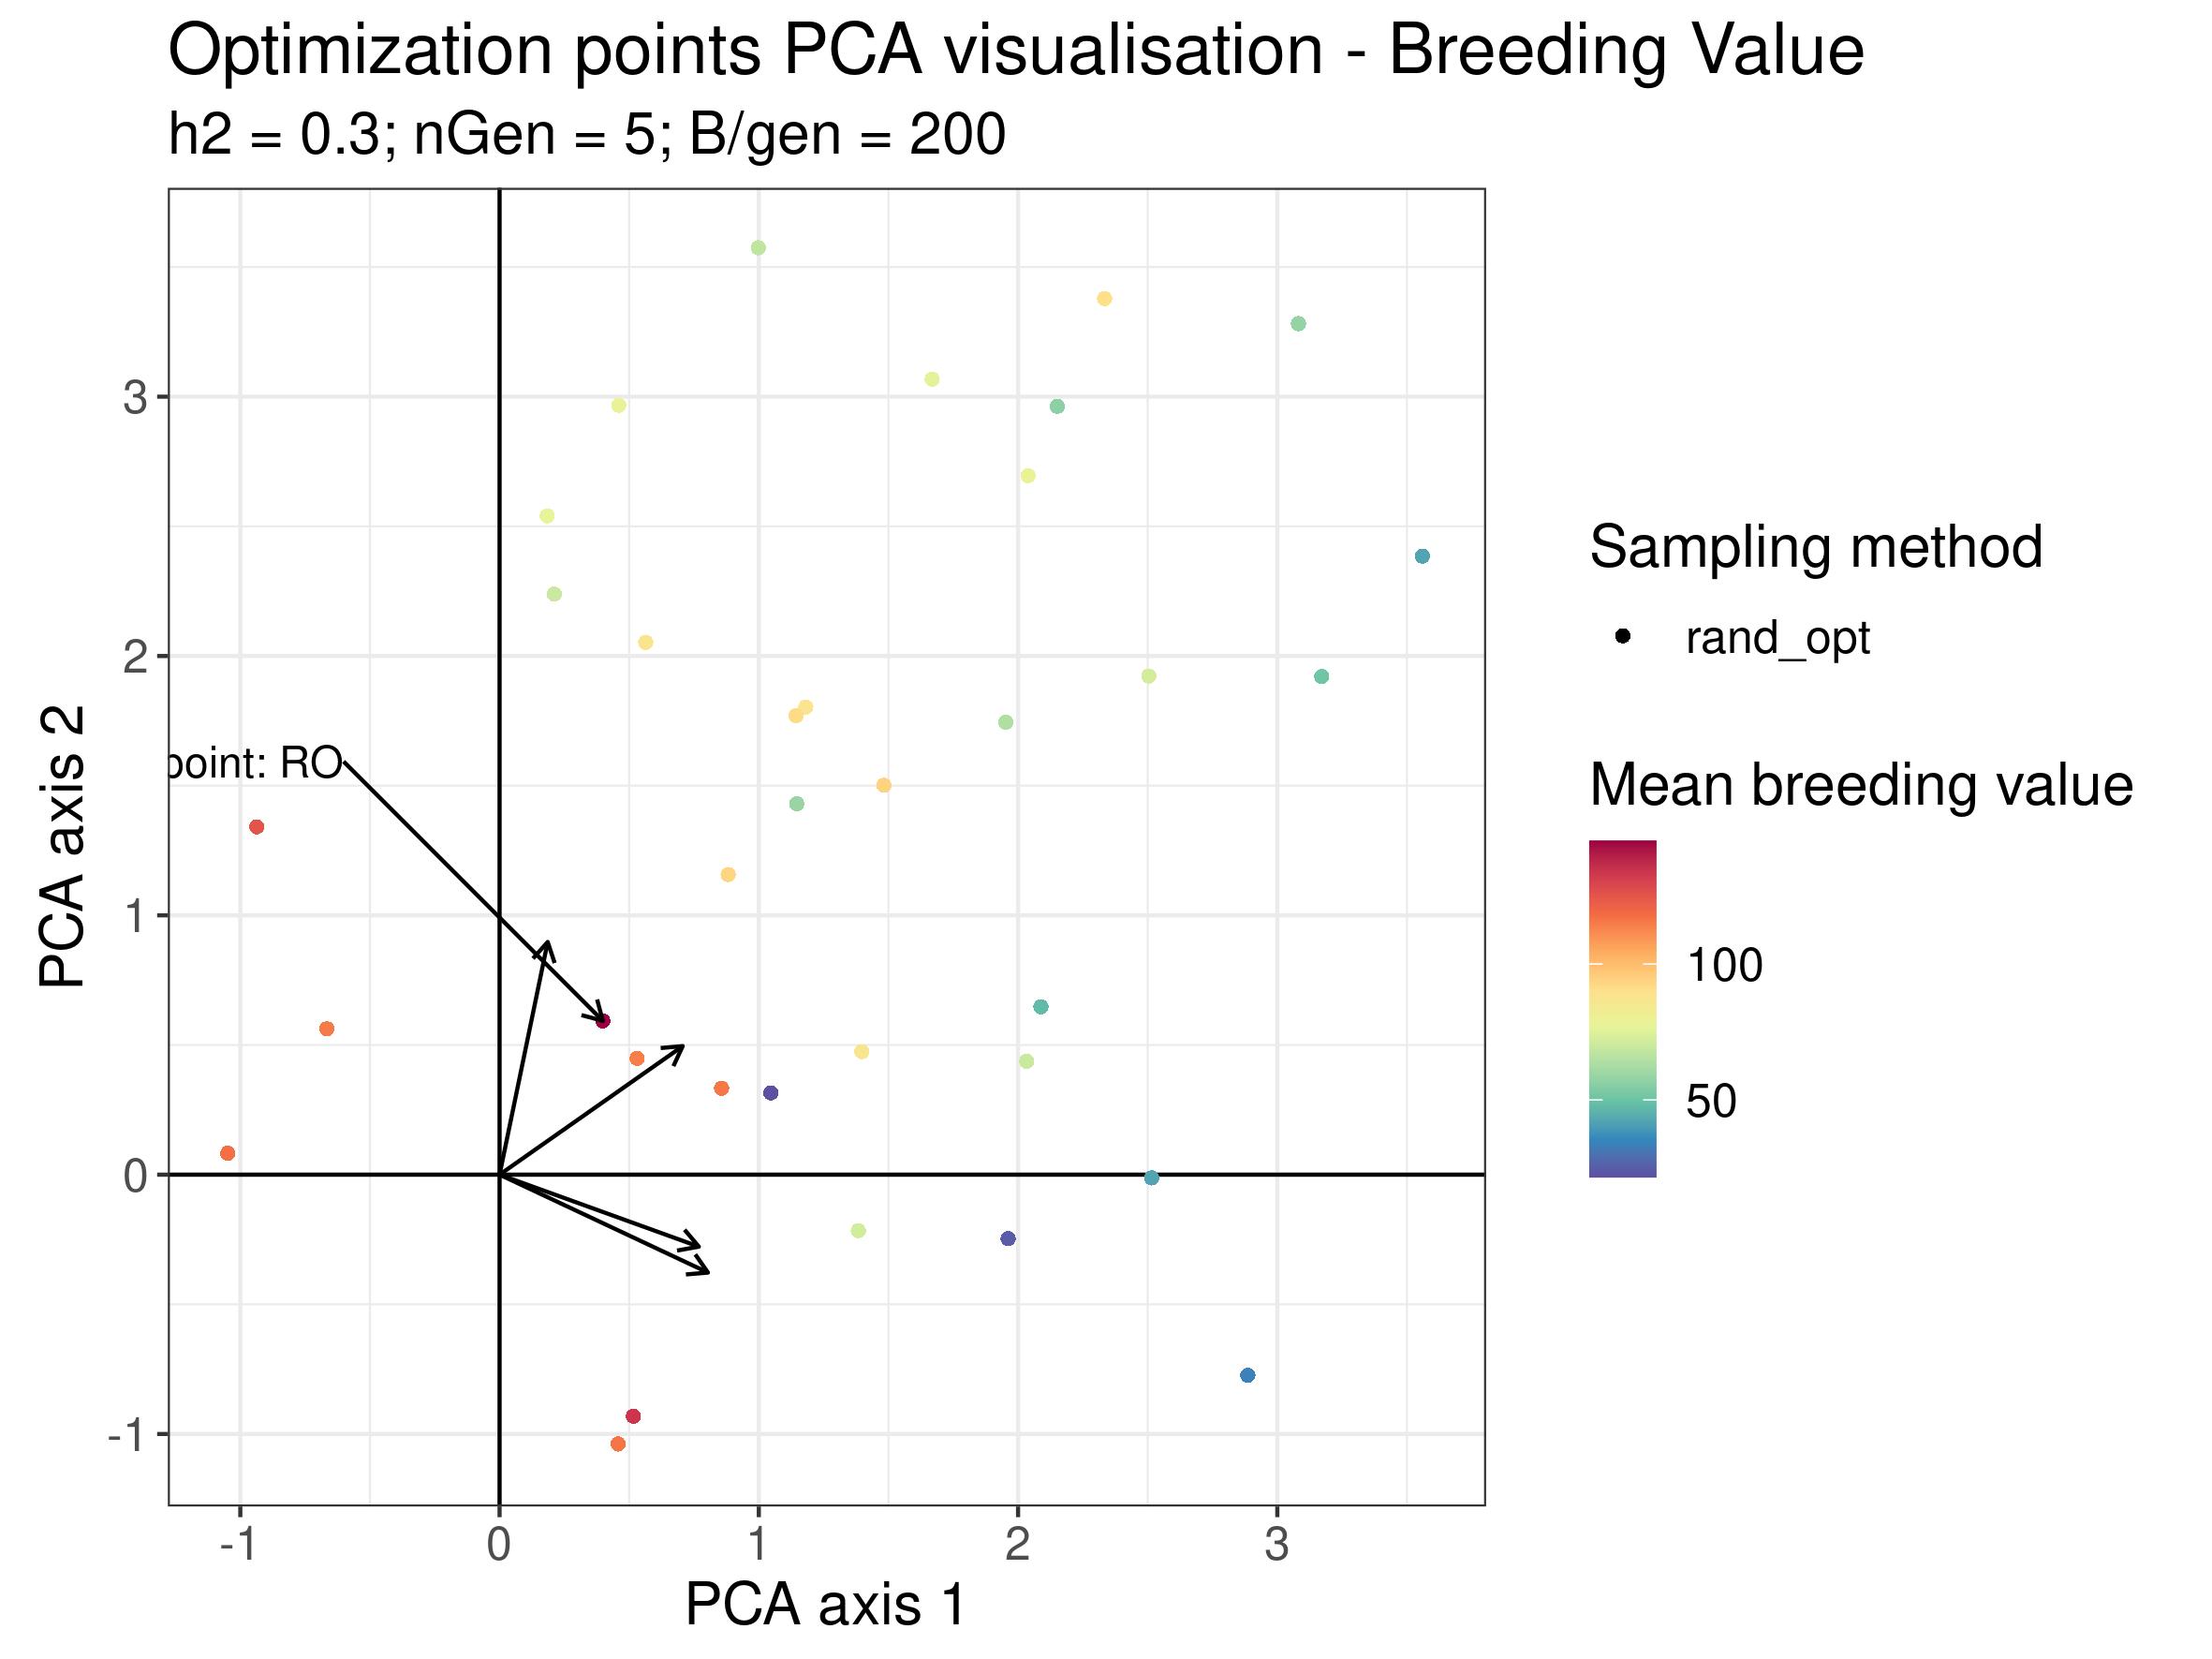 Optimization points PCA visualisation - Breeding Value
h2 = 0.3; nGen = 5; B/gen = 200
3
2
1
0
-1
PCA axis 2
point: RO
-1
0
1
2
3
PCA axis 1
Sampling method
rand_opt
Mean breeding value
100
50